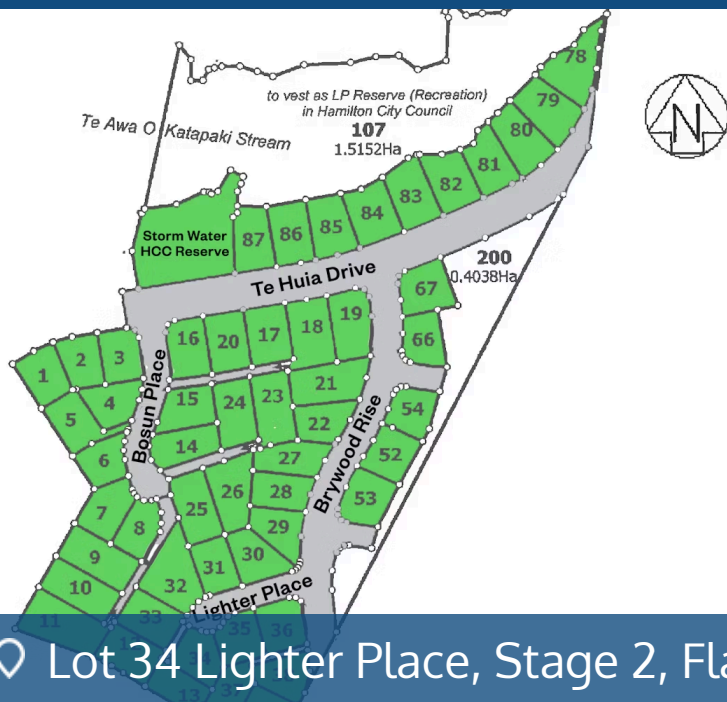 78
to vest as LP Reserve (Recreation)
in Hamilton City Council
79
N
Te Awa O Katapaki Stream
107
1.5152Ha
80
81
82
83
84
85
86
87
Storm Water
HCC Reserve
200
0.4038Ha
Te Huia Drive
67
66
16 20 17 18 19
1 2 3
Bosun Place
5 4
6
15 24 23 21
22
14
Brywood Rise
54
52
53
27
28
29
26
25
30
31
32
7 8
9
10
11
33
Lighter Place
35 36
13
Lot 34 Lighter Place, Stage 2, Fla